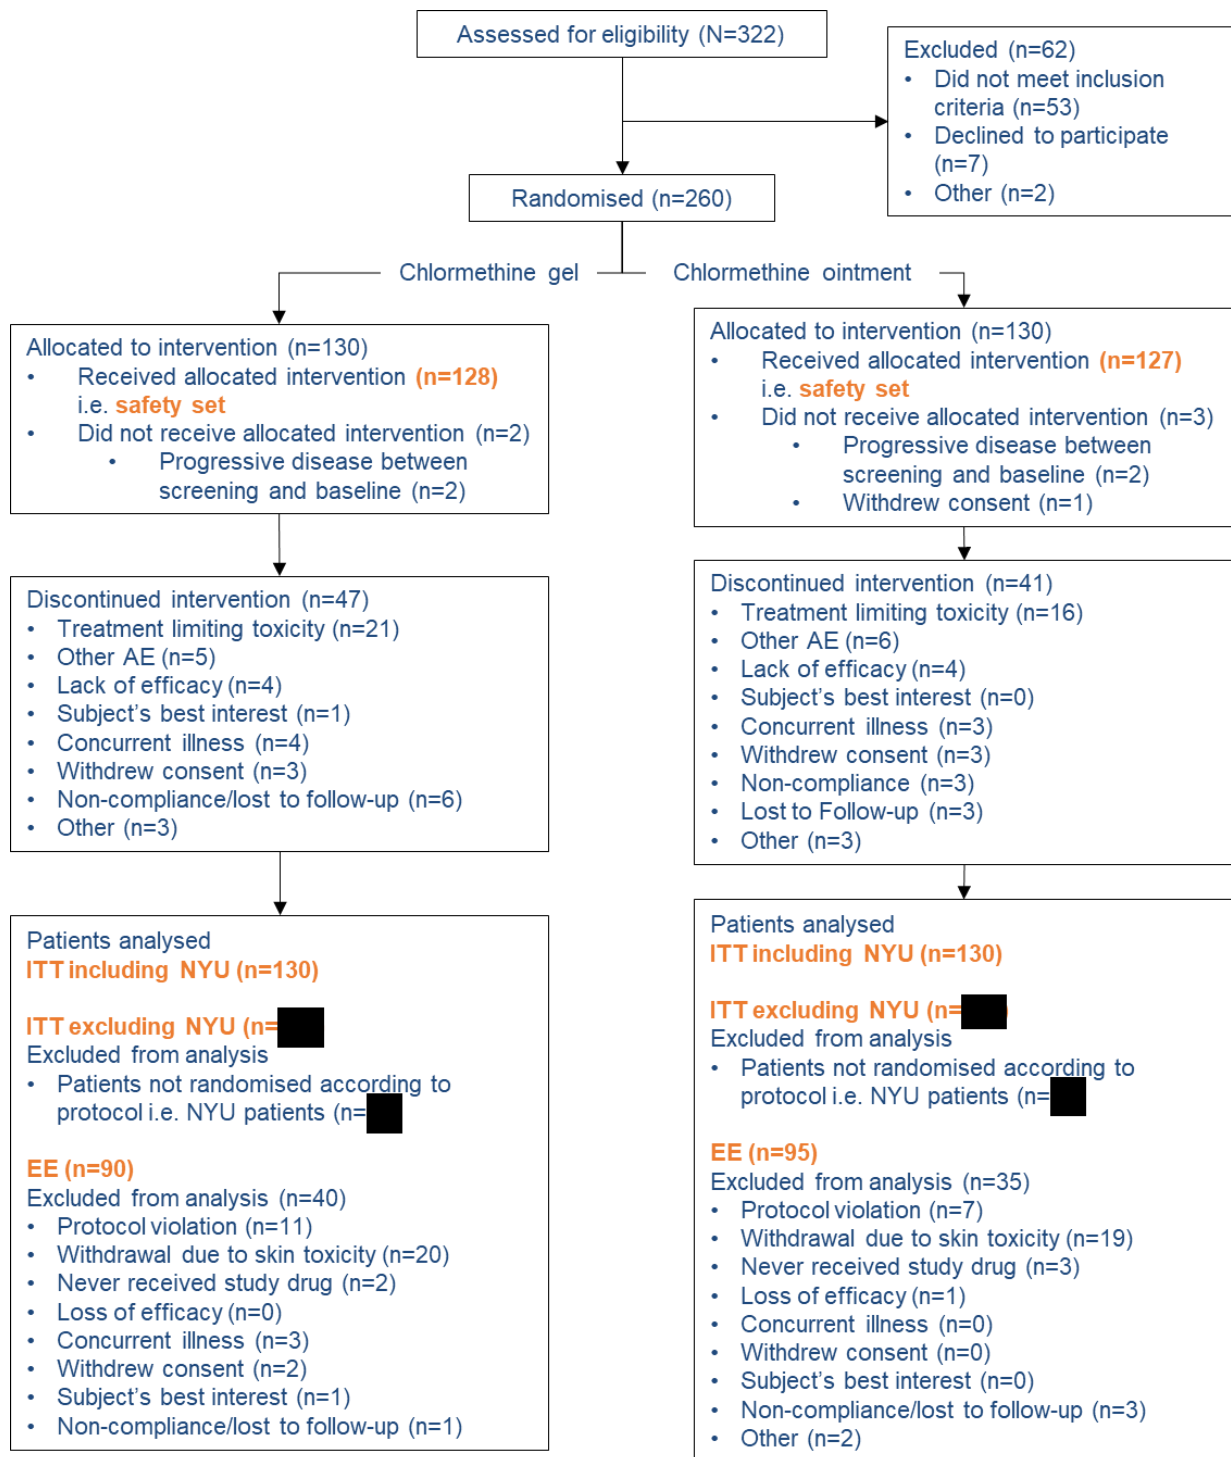 Assessed for eligibility (N=322)
Excluded (n=62)
• Did not meet inclusion
criteria (n=53)
• Declined to participate
(n=7)
• Other (n=2)
Randomised (n=260)
Chlormethine gel
Chlormethine ointment
Allocated to intervention (n=130)
• Received allocated intervention (n=128)
i.e. safety set
• Did not receive allocated intervention (n=2)
• Progressive disease between
screening and baseline (n=2)
Allocated to intervention (n=130)
• Received allocated intervention (n=127)
i.e. safety set
• Did not receive allocated intervention (n=3)
• Progressive disease between
screening and baseline (n=2)
• Withdrew consent (n=1)
Discontinued intervention (n=47)
• Treatment limiting toxicity (n=21)
• Other AE (n=5)
• Lack of efficacy (n=4)
• Subject's best interest (n=1)
• Concurrent illness (n=4)
• Withdrew consent (n=3)
• Non-compliance/lost to follow-up (n=6)
• Other (n=3)
Discontinued intervention (n=41)
• Treatment limiting toxicity (n=16)
• Other AE (n=6)
• Lack of efficacy (n=4)
• Subject's best interest (n=0)
• Concurrent illness (n=3)
• Withdrew consent (n=3)
• Non-compliance (n=3)
• Lost to Follow-up (n=3)
• Other (n=3)
Patients analysed
ITT including NYU (n=130)
ITT excluding NYU (n=
Excluded from analysis
• Patients not randomised according to
protocol i.e. NYU patients (n=
EE (n=90)
Excluded from analysis (n=40)
• Protocol violation (n=11)
• Withdrawal due to skin toxicity (n=20)
• Never received study drug (n=2)
• Loss of efficacy (n=0)
• Concurrent illness (n=3)
• Withdrew consent (n=2)
• Subject's best interest (n=1)
• Non-compliance/lost to follow-up (n=1)
Patients analysed
ITT including NYU (n=130)
ITT excluding NYU (n= )
Excluded from analysis
• Patients not randomised according to
protocol i.e. NYU patients (n=
EE (n=95)
Excluded from analysis (n=35)
• Protocol violation (n=7)
• Withdrawal due to skin toxicity (n=19)
• Never received study drug (n=3)
• Loss of efficacy (n=1)
• Concurrent illness (n=0)
• Withdrew consent (n=0)
• Subject's best interest (n=0)
• Non-compliance/lost to follow-up (n=3)
• Other (n=2)